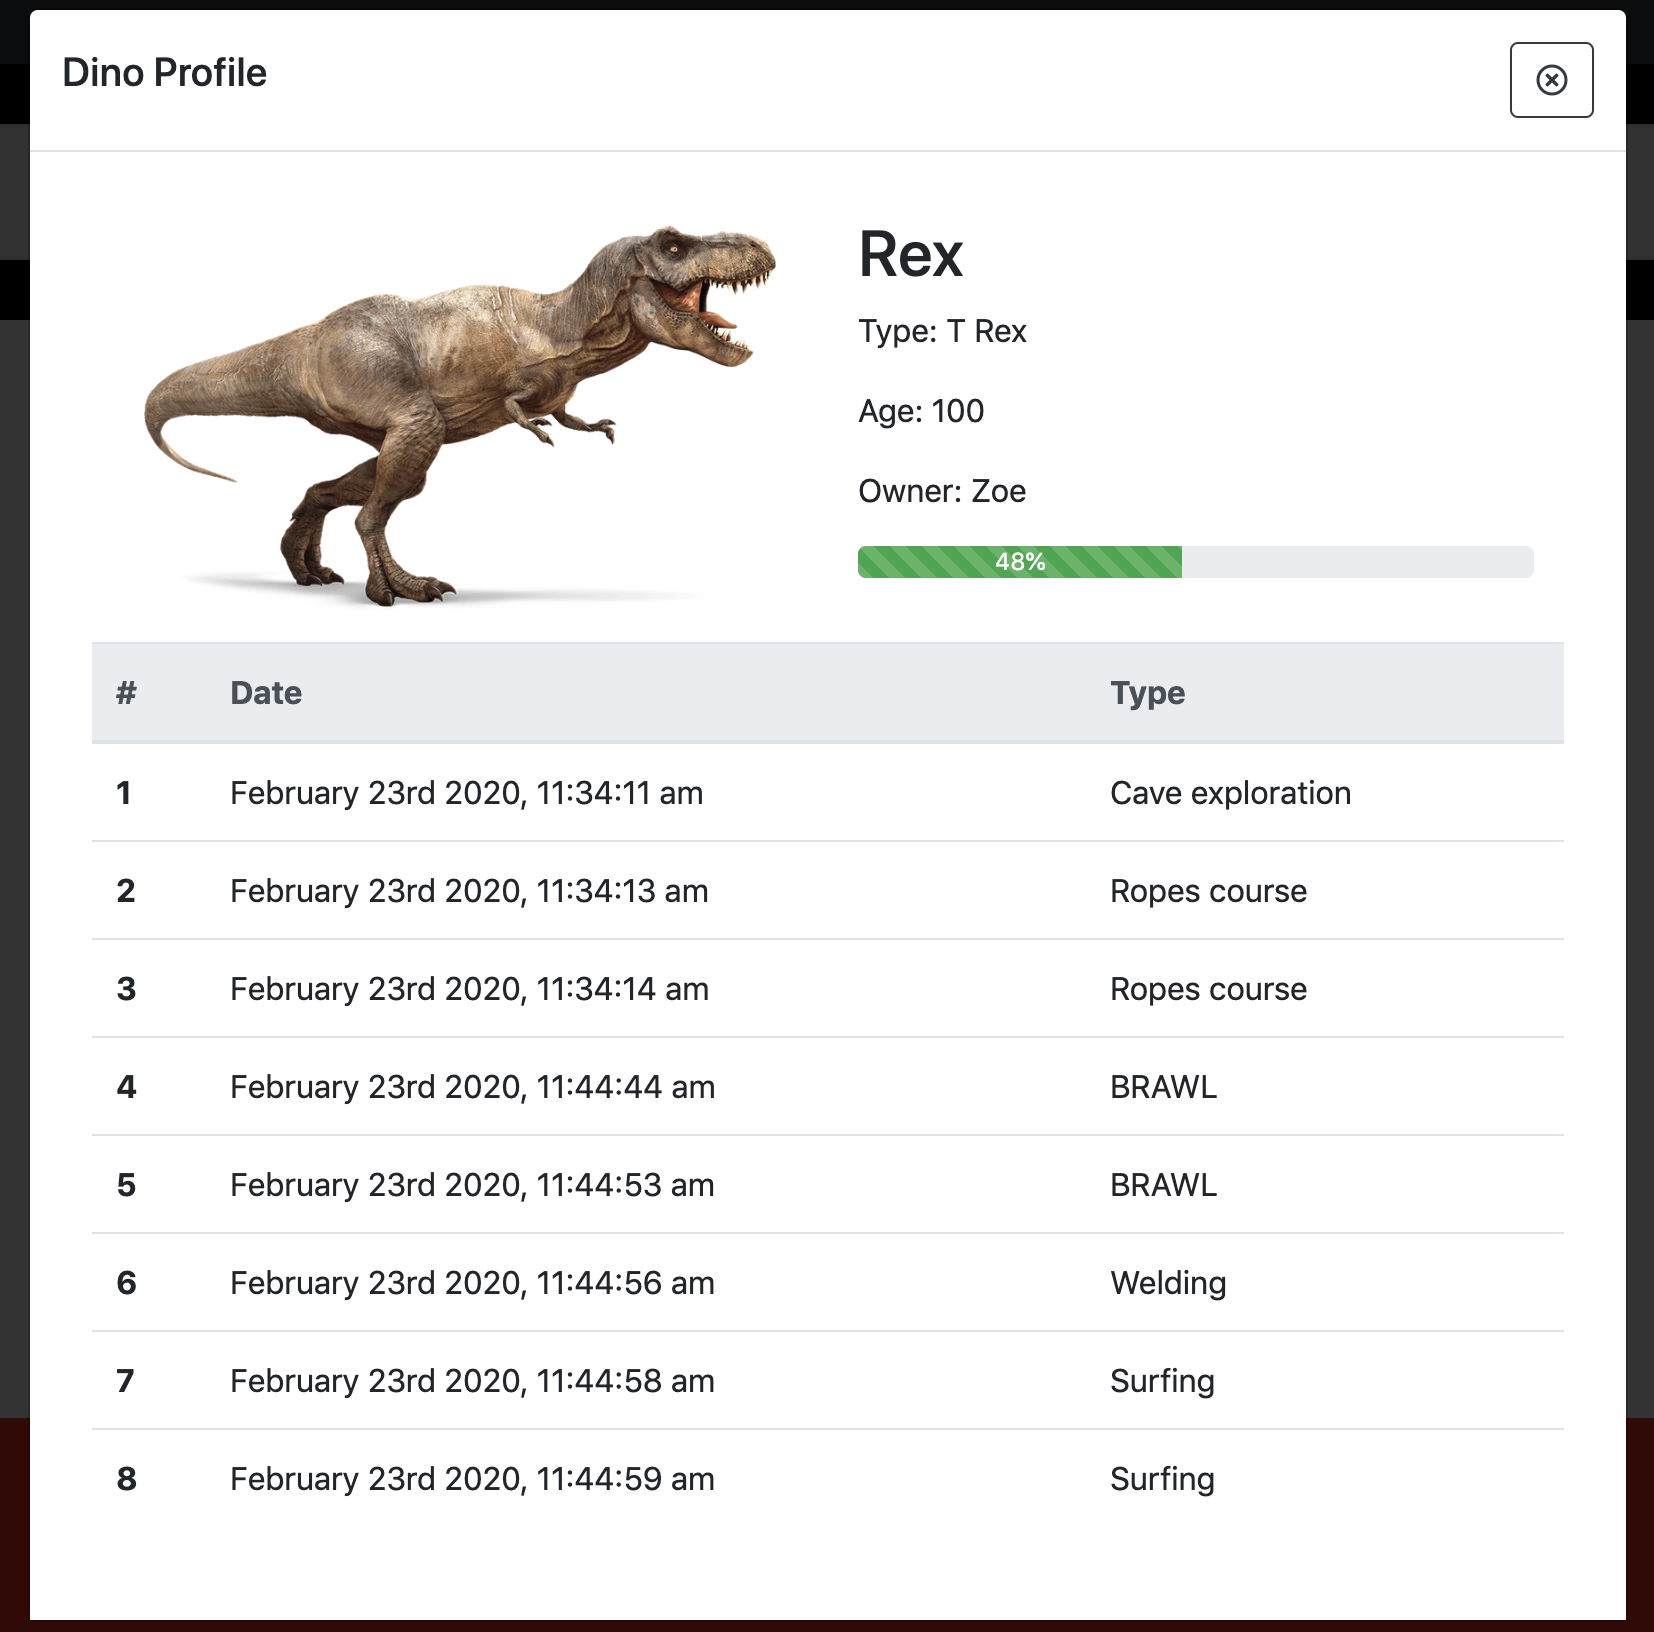 Dino Profile
Rex
Type: T Rex
Age: 100
Owner: Zoe
48%
# Date Type
1 February 23rd 2020, 11:34:11 am Cave exploration
2 February 23rd 2020, 11:34:13 am Ropes course
3 February 23rd 2020, 11:34:14 am Ropes course
4 February 23rd 2020, 11:44:44 am BRAWL
5 February 23rd 2020, 11:44:53 am BRAWL
6 February 23rd 2020, 11:44:56 am Welding
7 February 23rd 2020, 11:44:58 am Surfing
8 February 23rd 2020, 11:44:59 am Surfing